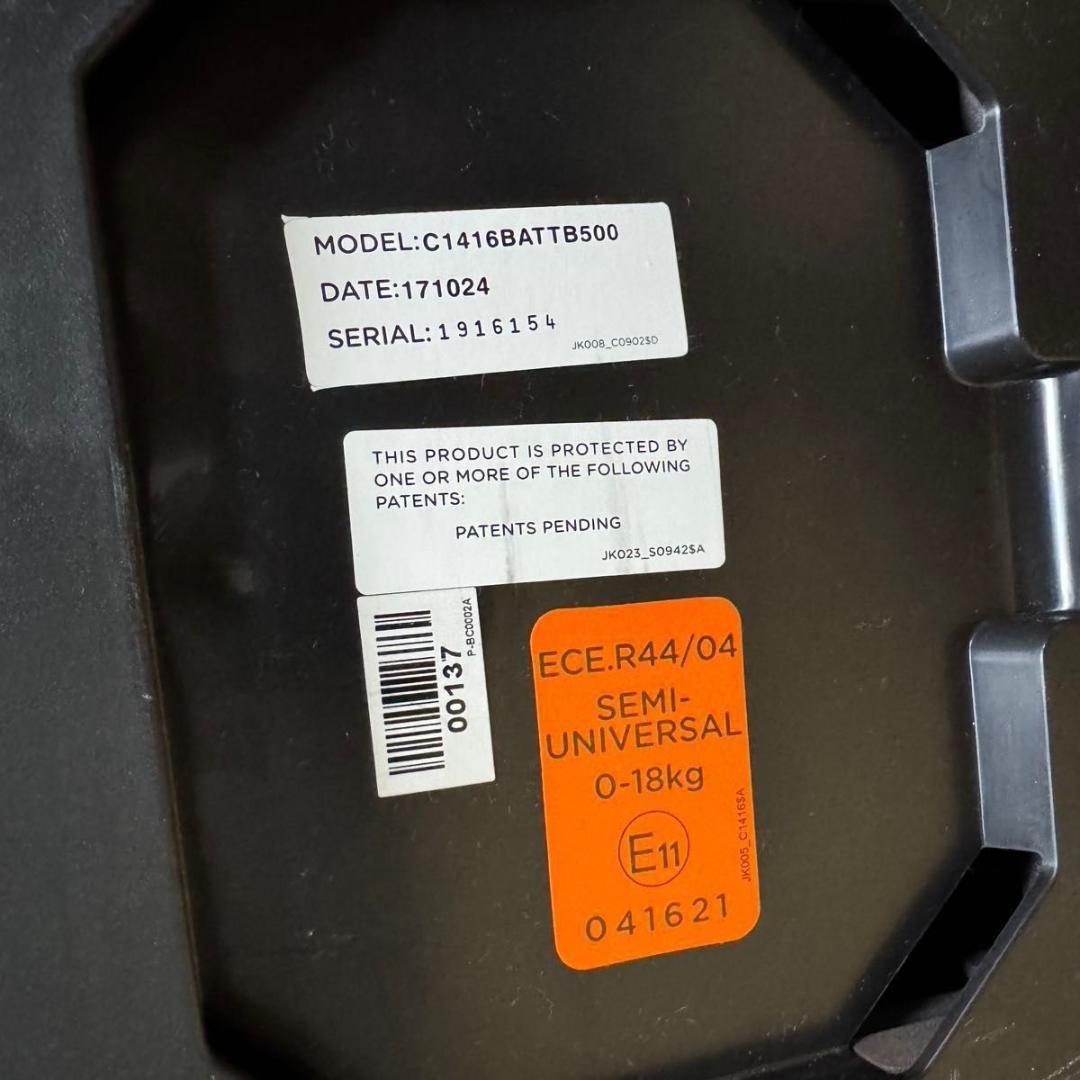 MODEL:C1416BATTB500
DATE:171024
SERIAL:1916154
JK008_C0902$D
THIS PRODUCT IS PROTECTED BY
ONE OR MORE OF THE FOLLOWING
PATENTS:
PATENTS PENDING
JK023_S0942$A
00137
P-BC0002A
ECE.R44/04
SEMI-
UNIVERSAL
0-18kg
E11
041621
JK005_C1416$A